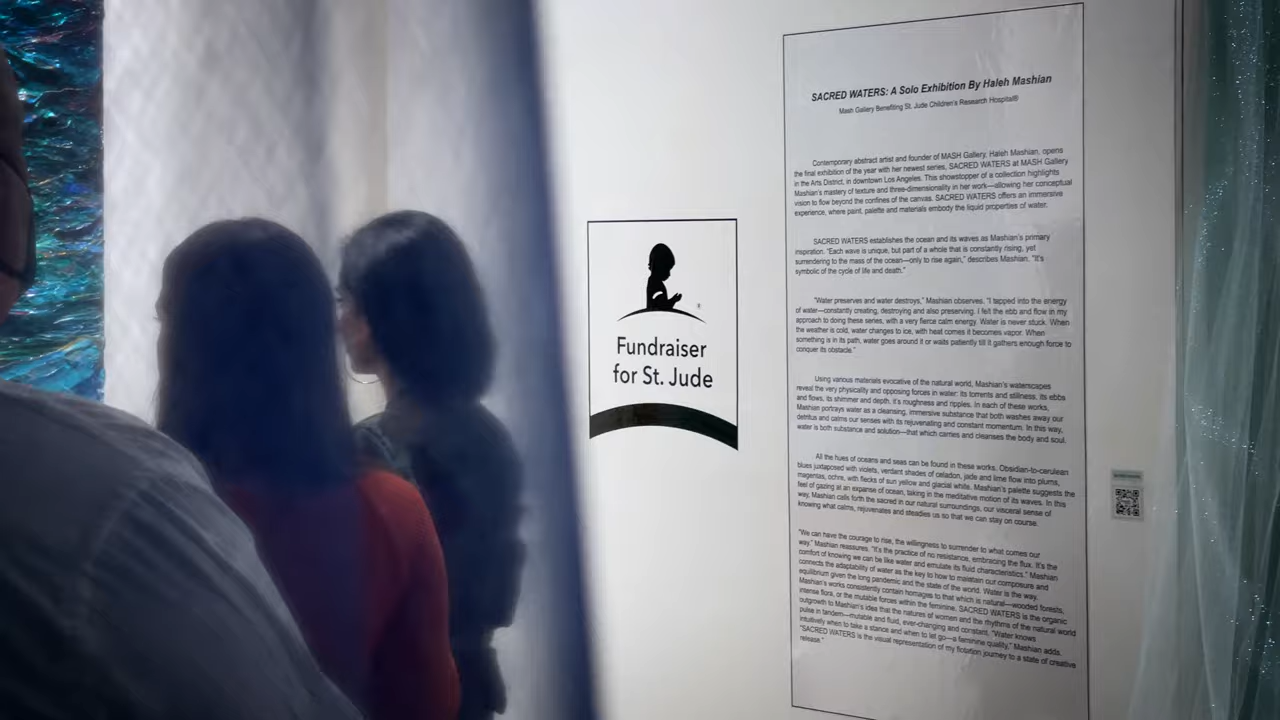 SACRED WATERS: A Solo Exhibition By Haleh Mashian
Mash Gallery Benefiting St. Jude Children's Research Hospital®
Contemporary abstract artist and founder of MASH Gallery, Haleh Mashian, opens
the final exhibition of the year with her newest series, SACRED WATERS at MASH Gallery
in the Arts District, in downtown Los Angeles. This showstopper of a collection highlights
Mashian's mastery of texture and three-dimensionality in her work—allowing her conceptual
vision to flow beyond the confines of the canvas. SACRED WATERS offers an immersive
experience, where paint, palette and materials embody the liquid properties of water.
SACRED WATERS establishes the ocean and its waves as Mashian's primary
inspiration. "Each wave is unique, but part of a whole that is constantly rising, yet
surrendering to the mass of the ocean—only to rise again," describes Mashian, "It's
symbolic of the cycle of life and death."
"Water preserves and water destroys," Mashian observes. "I tapped into the energy
of water—constantly creating, destroying and also preserving. I felt the ebb and flow in my
approach to doing these series, with a very fierce calm energy. Water is never stuck. When
the weather is cold, water changes to ice, with heat comes it becomes vapor. When
something is in its path, water goes around it or waits patiently till it gathers enough force to
conquer its obstacle."
Using various materials evocative of the natural world, Mashian's waterscapes
reveal the very physicality and opposing forces in water: its torrents and stillness, its ebbs
and flows, its shimmer and depth, it's roughness and ripples. In each of these works,
Mashian portrays water as a cleansing, immersive substance that both washes away our
detritus and calms our senses with its rejuvenating and constant momentum. In this way,
water is both substance and solution—that which carries and cleanses the body and soul.
All the hues of oceans and seas can be found in these works. Obsidian-to-cerulean
blues juxtaposed with violets, verdant shades of celadon, jade and lime flow into plums,
magentas, ochre, with flecks of sun yellow and glacial white. Mashian's palette suggests the
feel of gazing at an expanse of ocean, taking in the meditative motion of its waves. In this
way, Mashian calls forth the sacred in our natural surroundings, our visceral sense of
knowing what calms, rejuvenates and steadies us so that we can stay on course.
"We can have the courage to rise, the willingness to surrender to what comes our
way." Mashian reassures. "It's the practice of no resistance, embracing the flux. It's the
comfort of knowing we can be like water and emulate its fluid characteristics." Mashian
connects the adaptability of water as the key to how to maintain our composure and
equilibrium given the long pandemic and the state of the world. Water is the way.
Mashian's works consistently contain homages to that which is natural—wooded forests,
intense flora, or the mutable forces within the feminine. SACRED WATERS is the organic
outgrowth to Mashian's idea that the natures of women and the rhythms of the natural world
pulse in tandem—mutable and fluid, ever-changing and constant. "Water knows
intuitively when to take a stance and when to let go—a feminine quality," Mashian adds.
"SACRED WATERS is the visual representation of my journey to a state of creative
release."
®
Fundraiser
for St. Jude